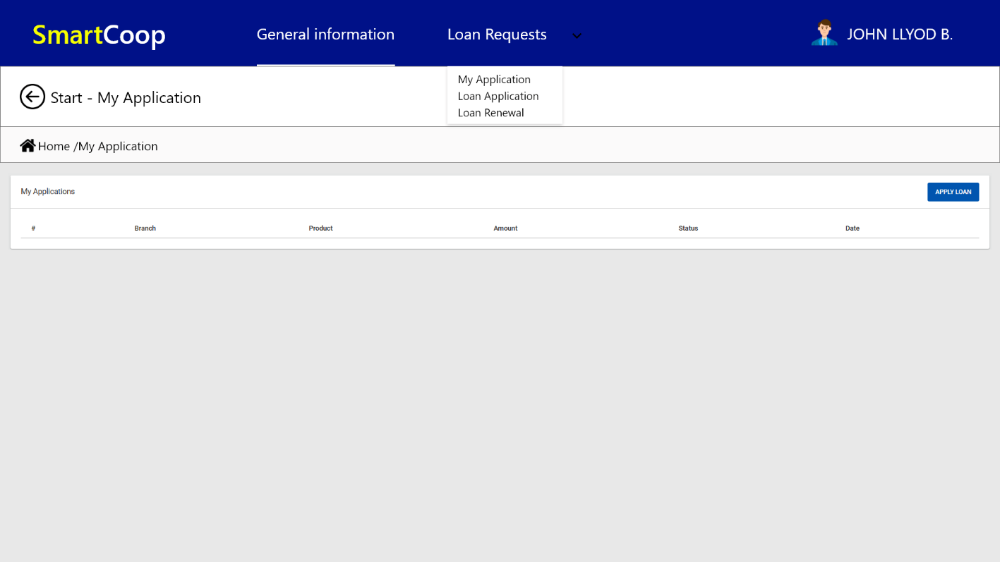 SmartCoop
General information
Loan Requests
JOHN LLYOD B.
My Application
Loan Application
Loan Renewal
Start - My Application
Home /My Application
My Applications
APPLY LOAN
# Branch Product Amount Status Date